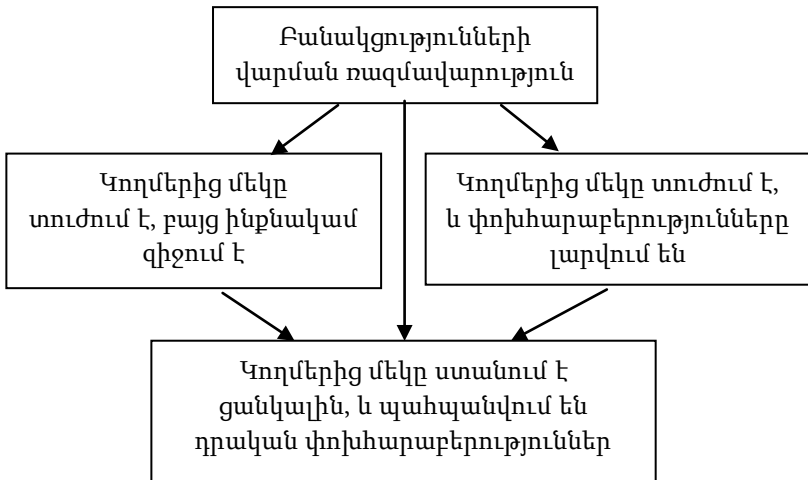 Բանակցությունների
վարման ռազմավարություն
Կողմերից մեկը
տուժում է, բայց ինքնակամ
զիջում է
Կողմերից մեկը տուժում է,
և փոխհարաբերությունները
լարվում են
Կողմերից մեկը ստանում է
ցանկալին, և պահպանվում են
դրական փոխհարաբերություններ